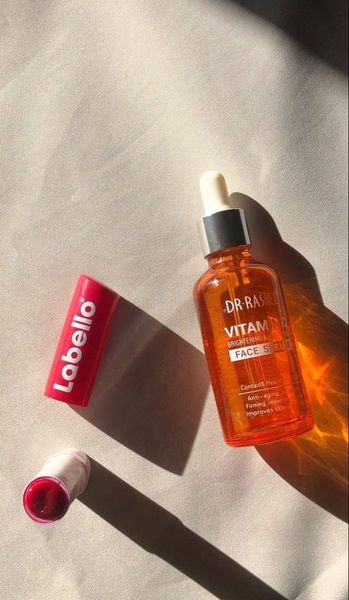 Labello
DR·RASHEL
VITAMIN
BRIGHTENING &
FACE SERUM
Contains
Anti-aging
Firming
Improves